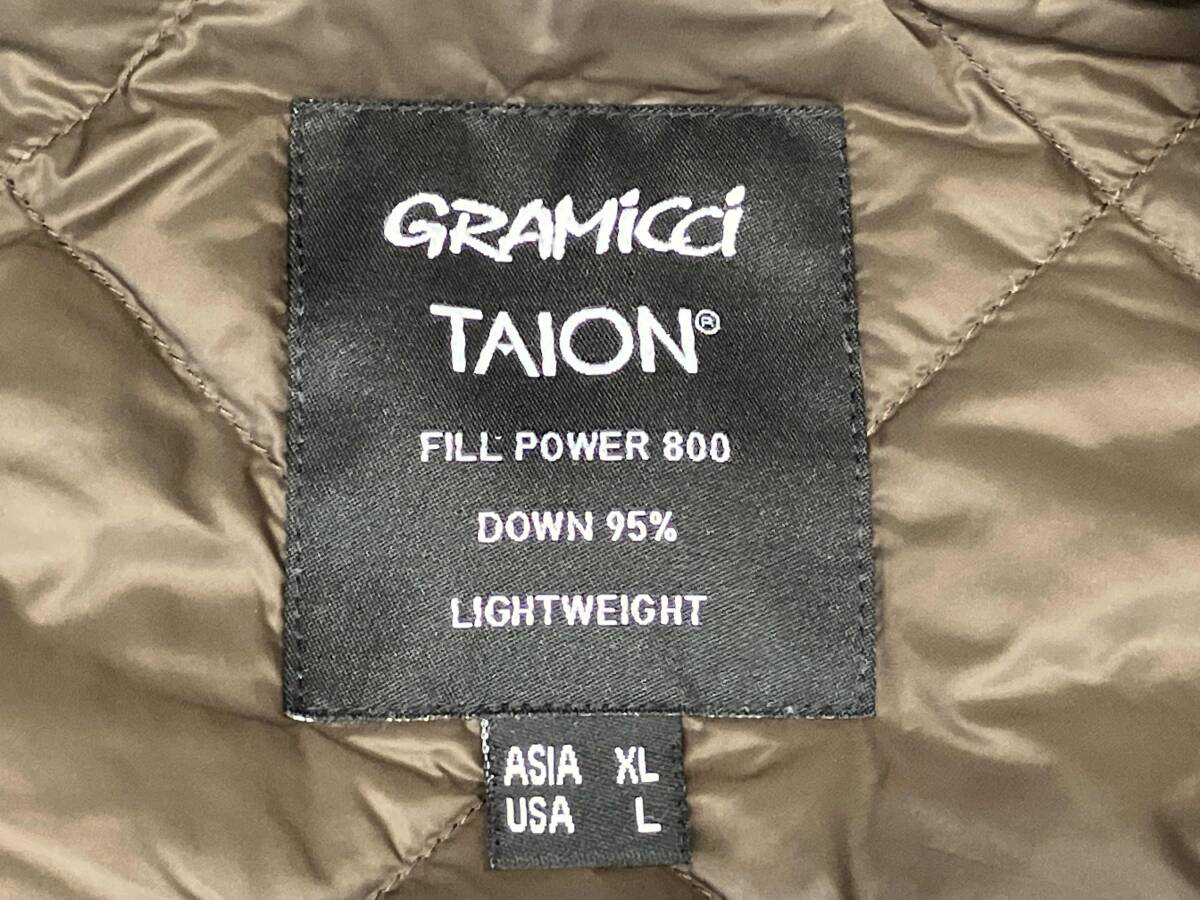 GRAMiCCi
TAION®
FILL POWER 800
DOWN 95%
LIGHTWEIGHT
ASIA XL
USA L